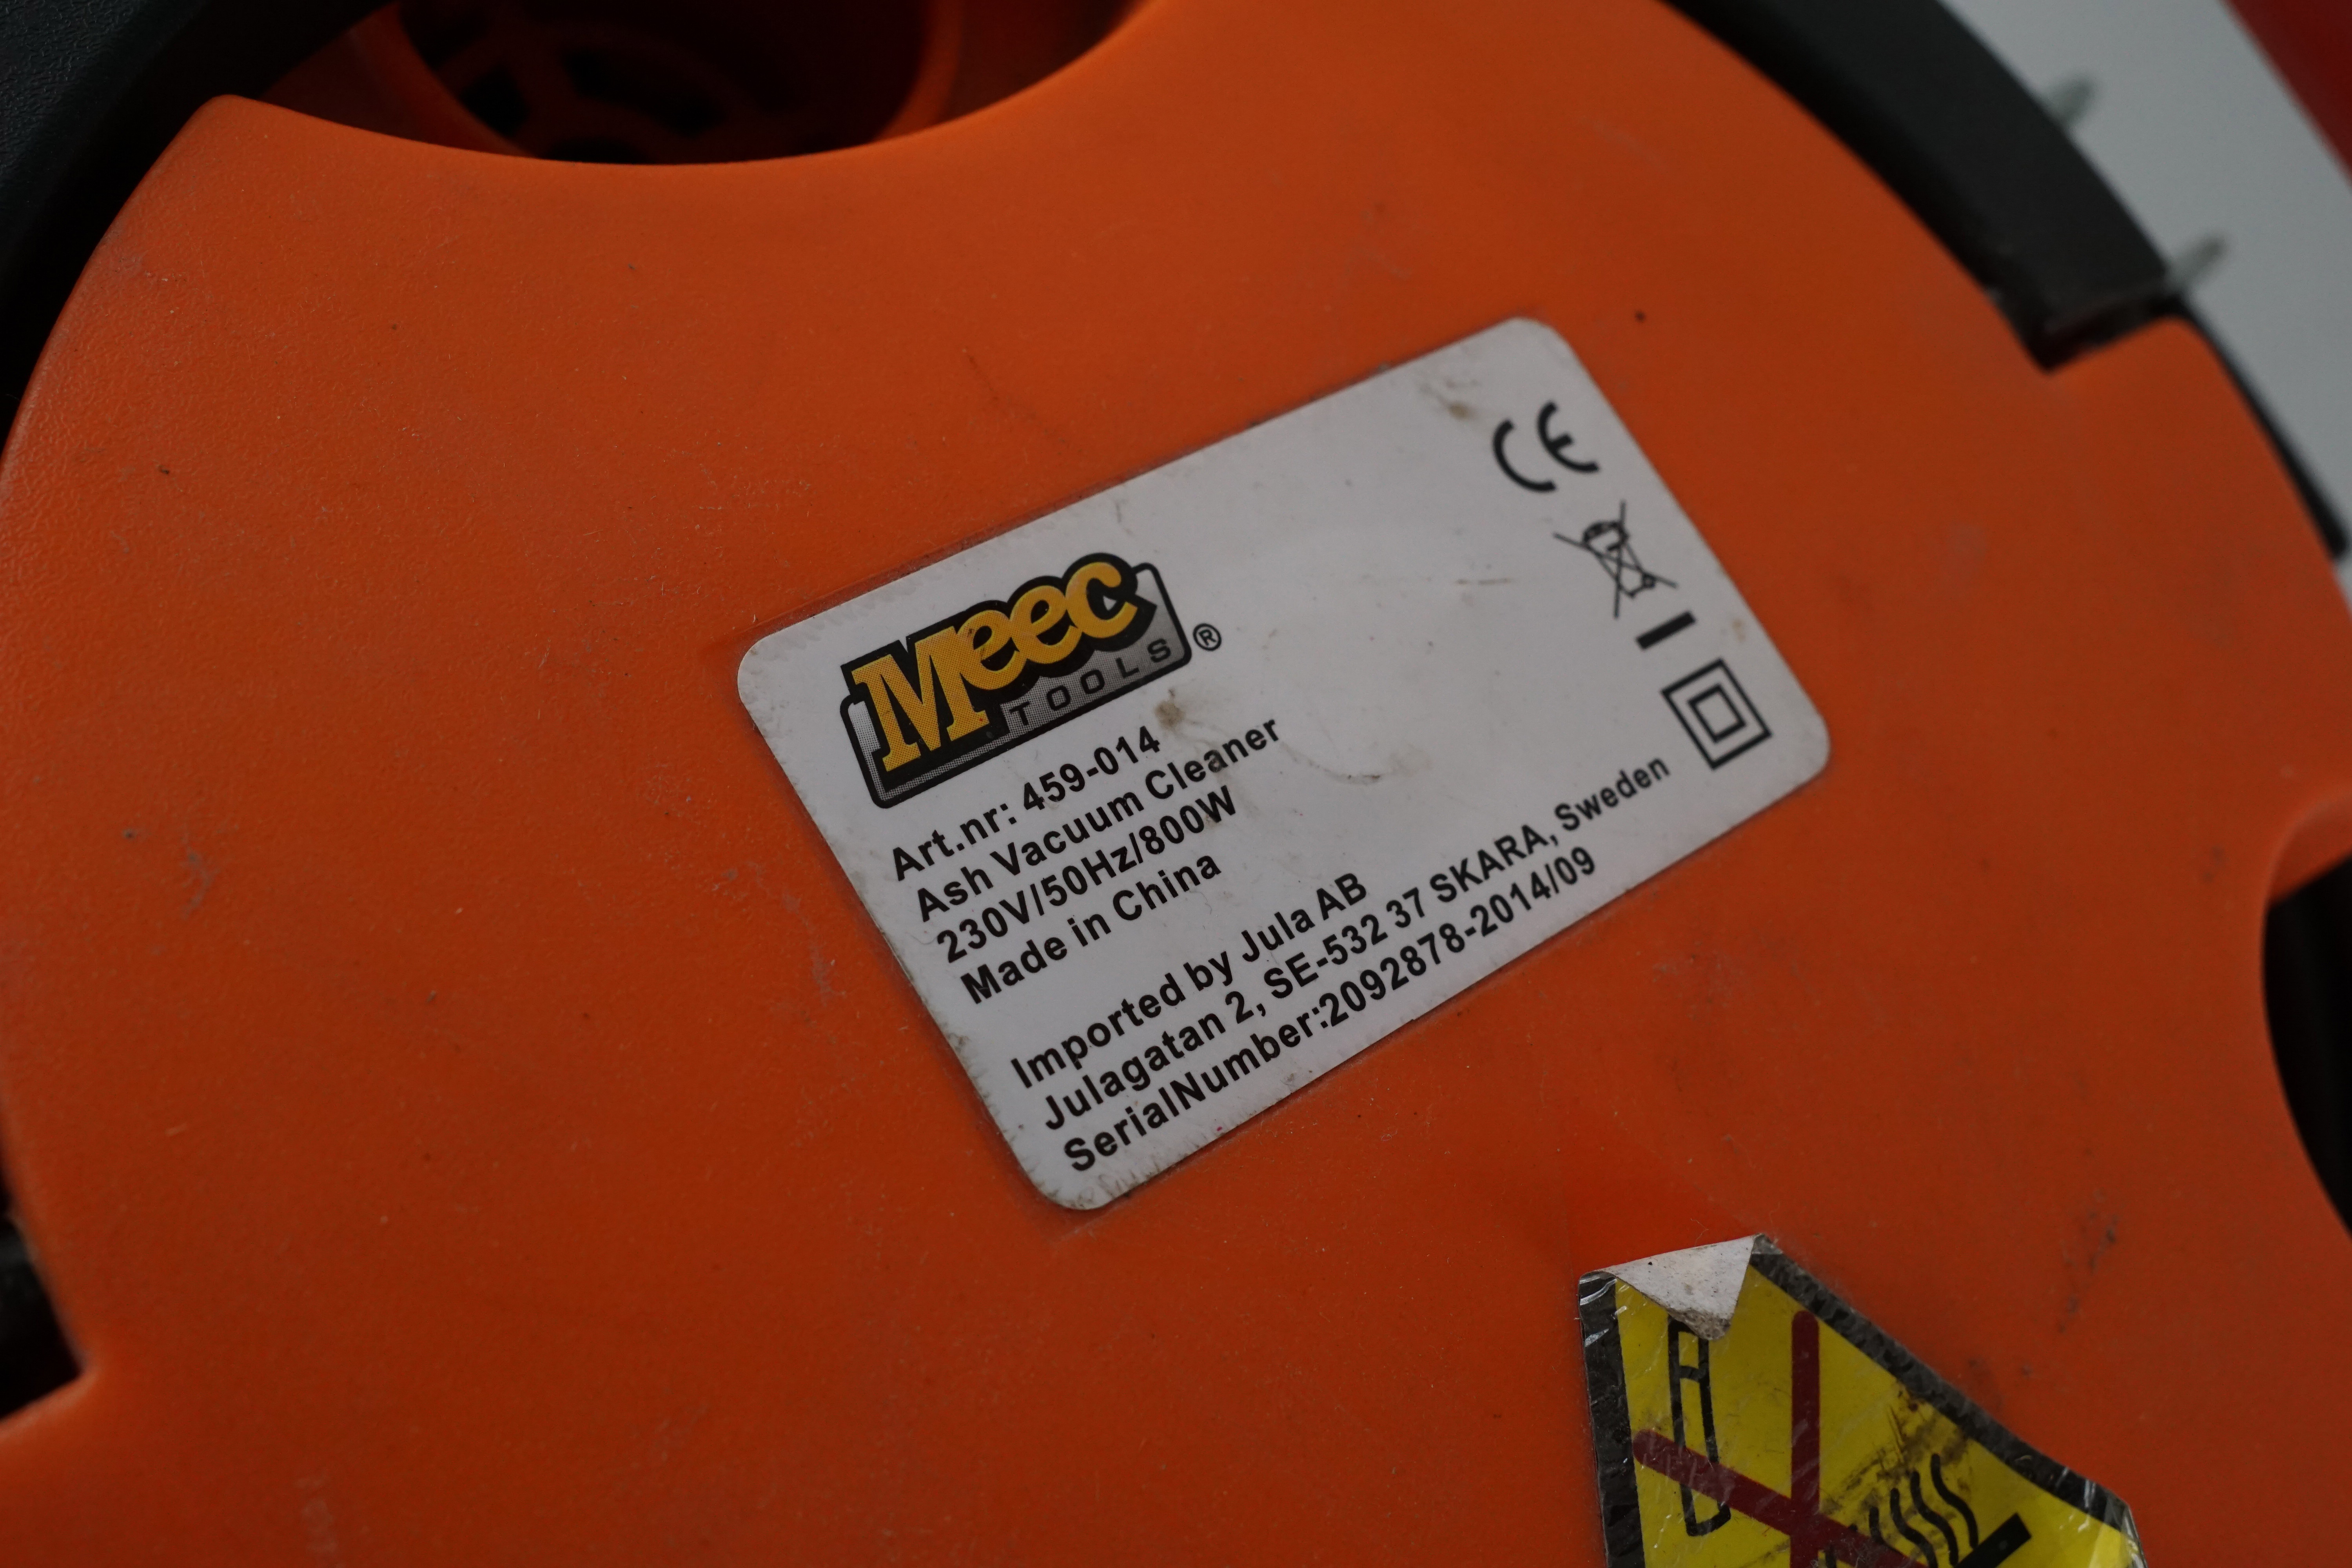 Meec
TOOLS ®
CE
Art.nr: 459-014
Ash Vacuum Cleaner
230V/50Hz/800W
Made in China
Imported by Jula AB
Julagatan 2, SE-532 37 SKARA, Sweden
SerialNumber:2092878-2014/09